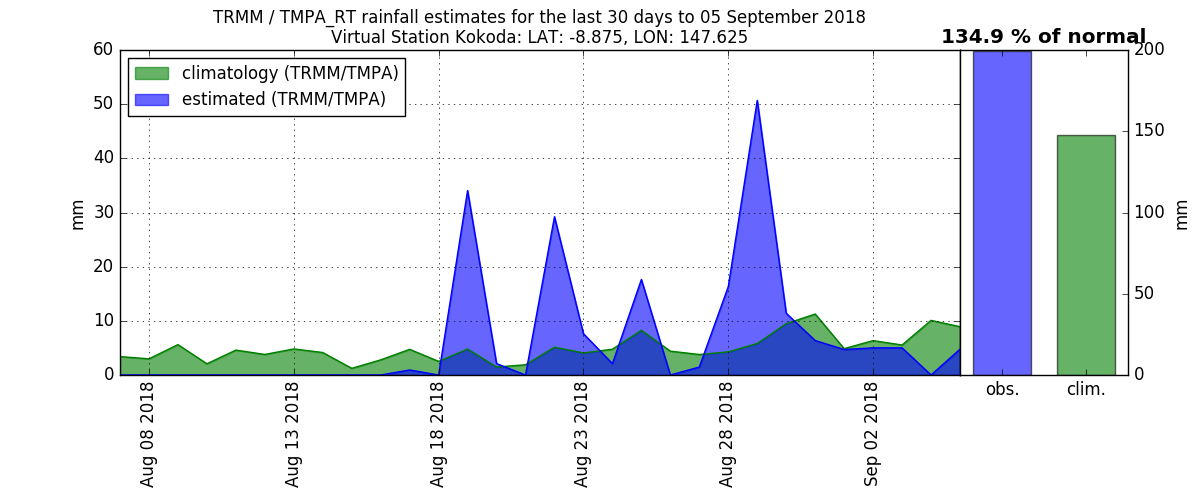 TRMM / TMPA_RT rainfall estimates for the last 30 days to 05 September 2018
Virtual Station Kokoda: LAT: -8.875, LON: 147.625
134.9 % of normal
climatology (TRMM/TMPA)
estimated (TRMM/TMPA)
60
50
40
30
20
10
0
mm
200
150
100
50
0
mm
obs.
clim.
Aug 08 2018
Aug 13 2018
Aug 18 2018
Aug 23 2018
Aug 28 2018
Sep 02 2018